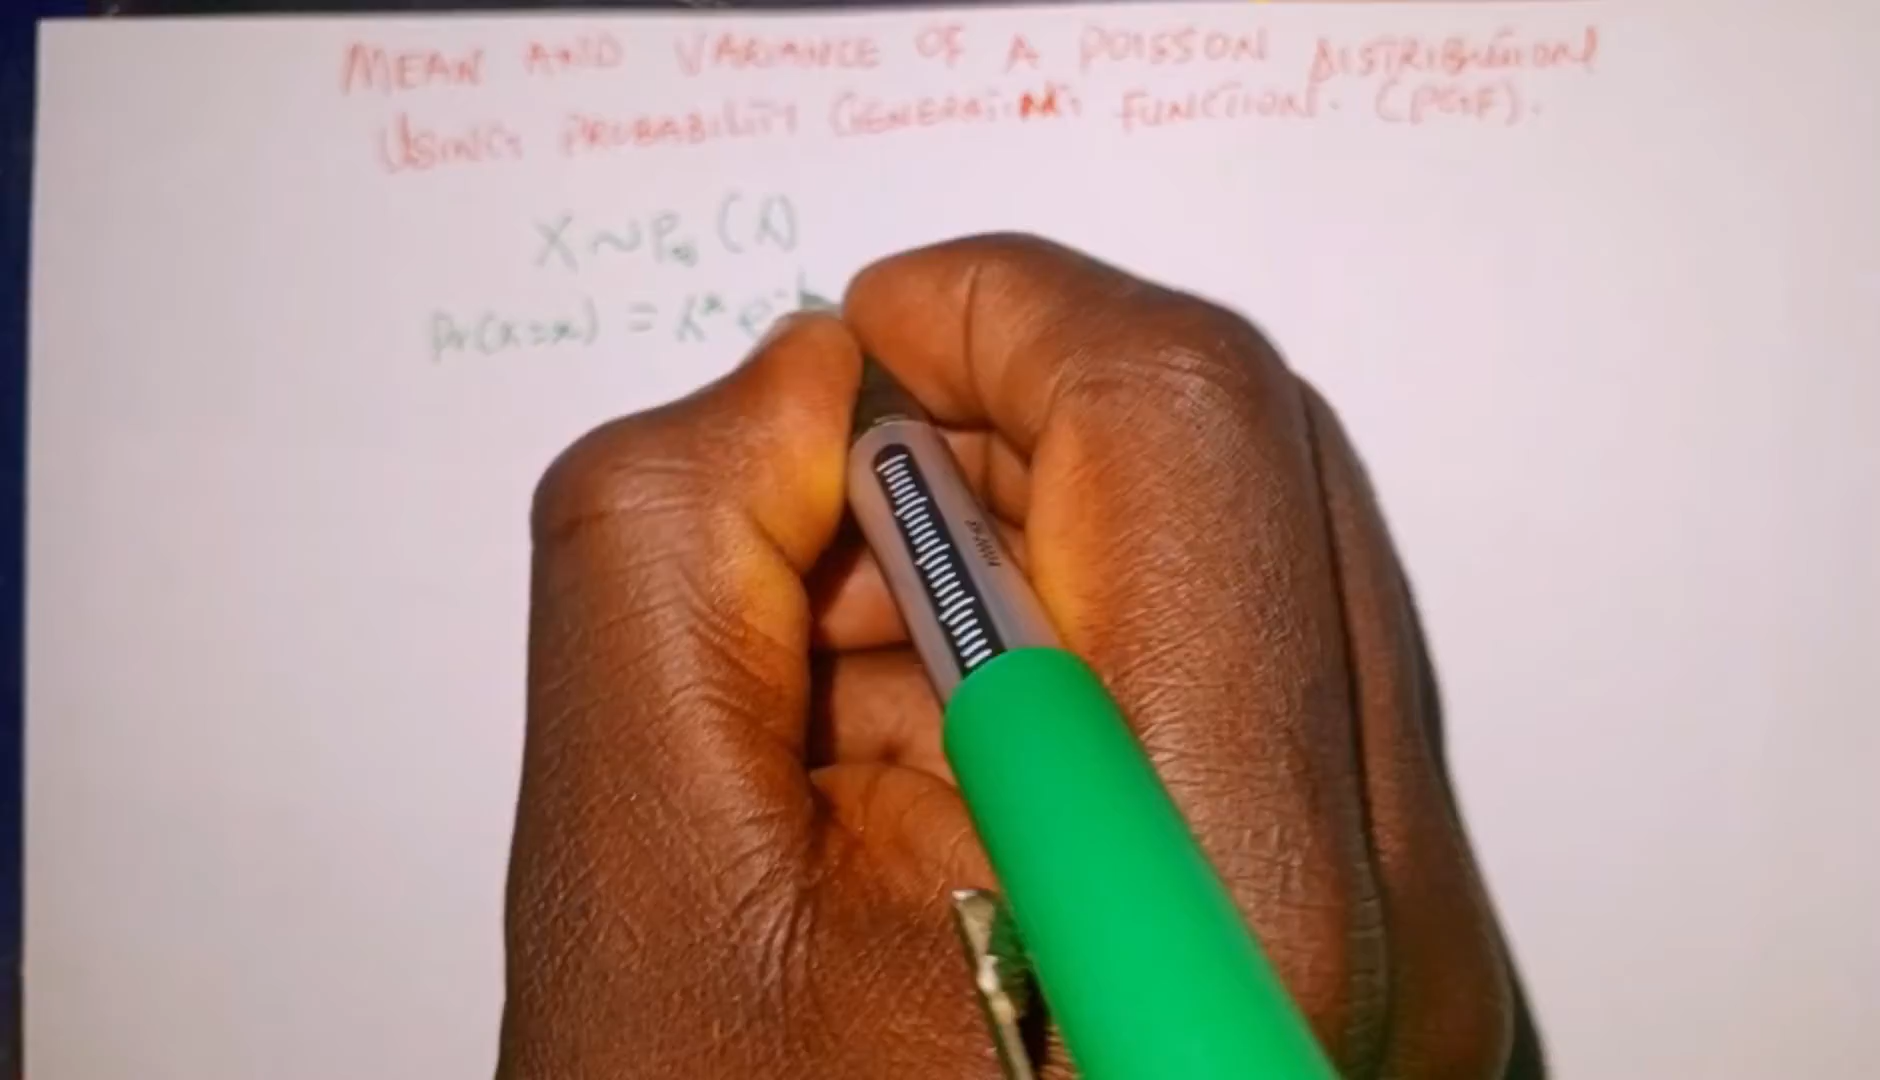 MEAN AND VARIANCE OF A POISSON DISTRIBUTION
USING PROBABILITY GENERATING FUNCTION. (PGF).
X ~ Po (λ)
Pr(X=x) = λˣ e⁻